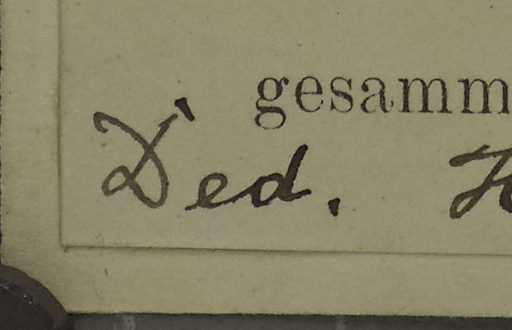 gesamm
Ded. H